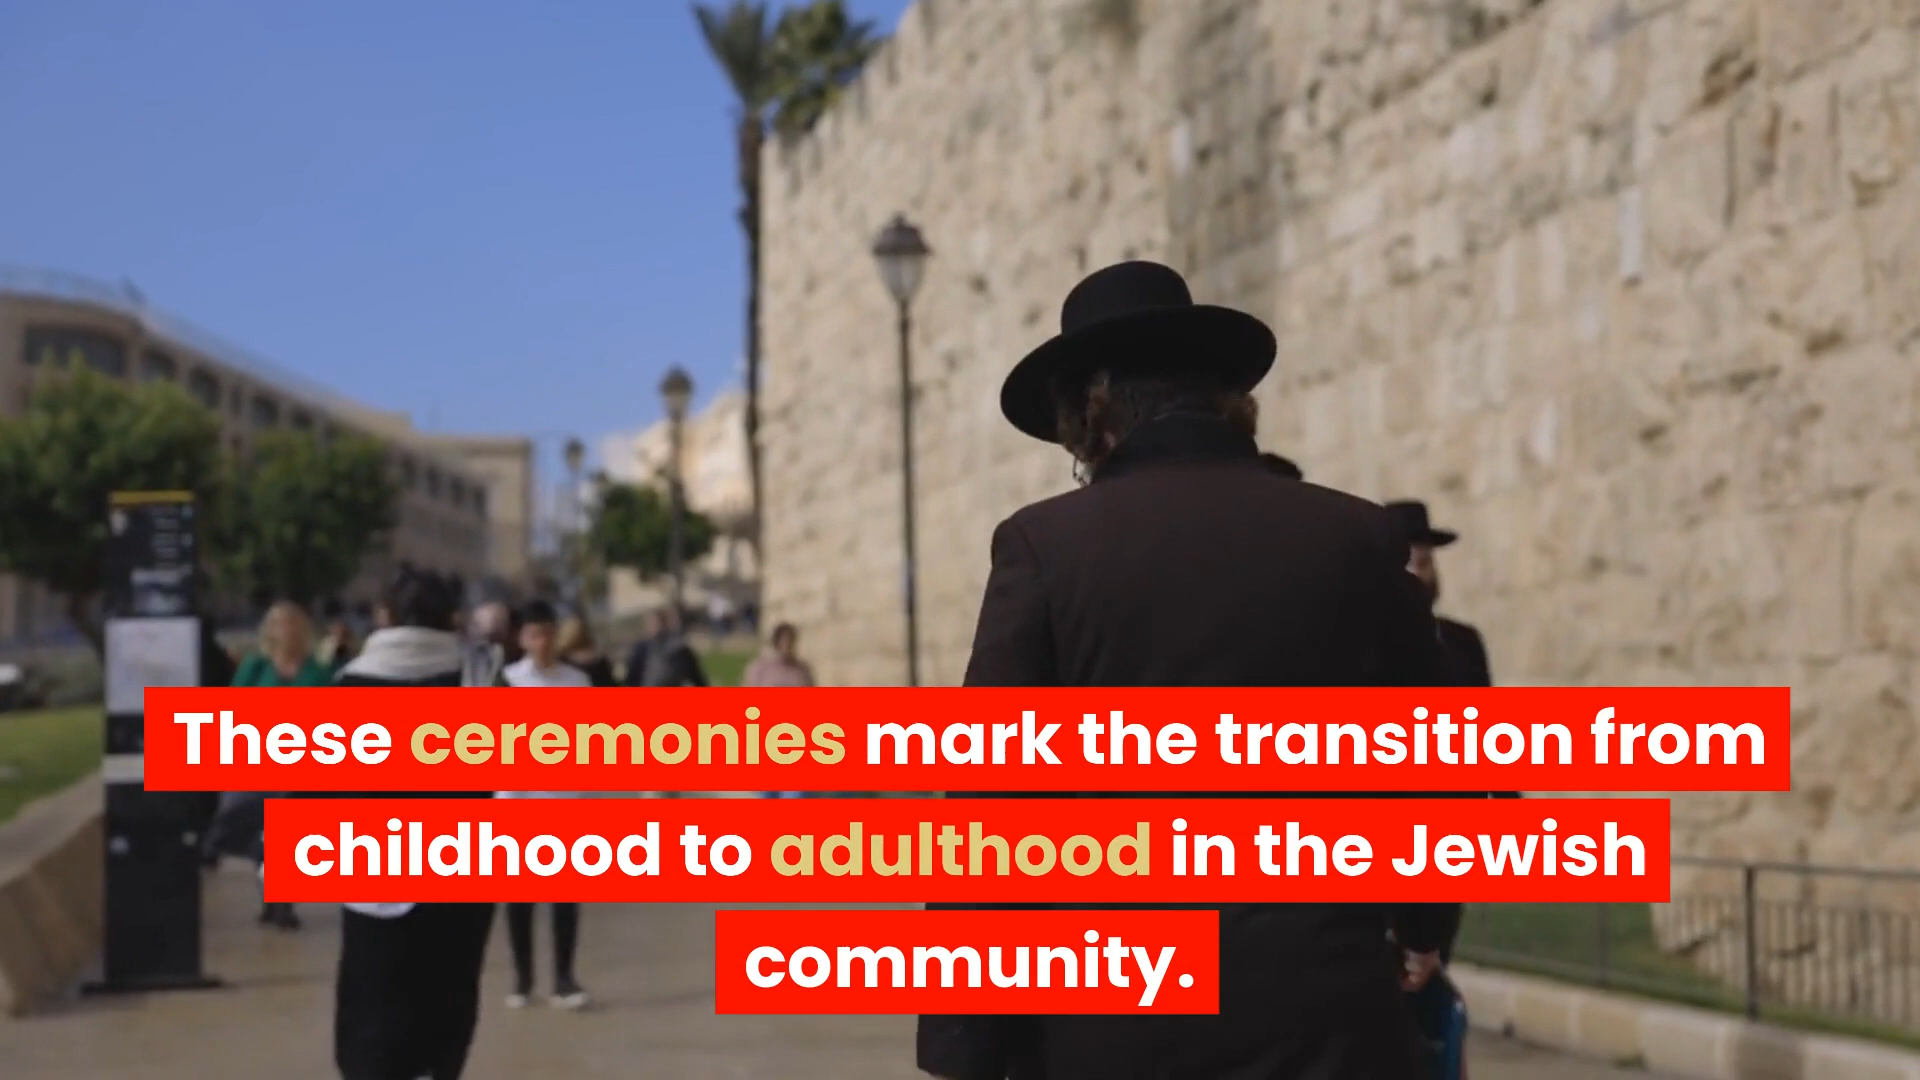 These ceremonies mark the transition from
childhood to adulthood in the Jewish
community.